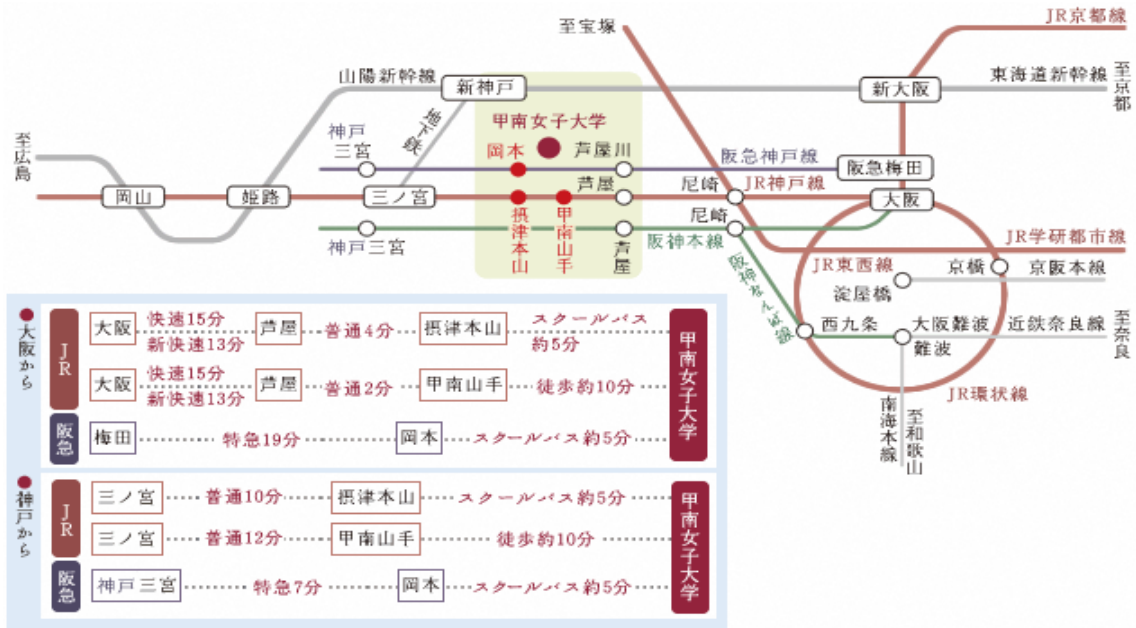 JR京都線
至宝塚
山陽新幹線
新神戸
新大阪
東海道新幹線
至京都
地下鉄
甲南女子大学
神戸
三宮
岡本
芦屋川
阪急神戸線
阪急梅田
至広島
岡山
姫路
三ノ宮
芦屋
尼崎
JR神戸線
大阪
摂津本山
甲南山手
神戸三宮
芦屋
阪神本線
尼崎
JR学研都市線
阪神なんば線
JR東西線
京橋
京阪本線
淀屋橋
西九条
大阪難波
近鉄奈良線
難波
至奈良
JR環状線
南海本線
至和歌山
●大阪から
JR
大阪 快速15分 新快速13分 芦屋 普通4分 摂津本山 スクールバス 約5分
大阪 快速15分 新快速13分 芦屋 普通2分 甲南山手 徒歩約10分
阪急
梅田 特急19分 岡本 スクールバス約5分
甲南女子大学
●神戸から
JR
三ノ宮 普通10分 摂津本山 スクールバス約5分
三ノ宮 普通12分 甲南山手 徒歩約10分
阪急
神戸三宮 特急7分 岡本 スクールバス約5分
甲南女子大学